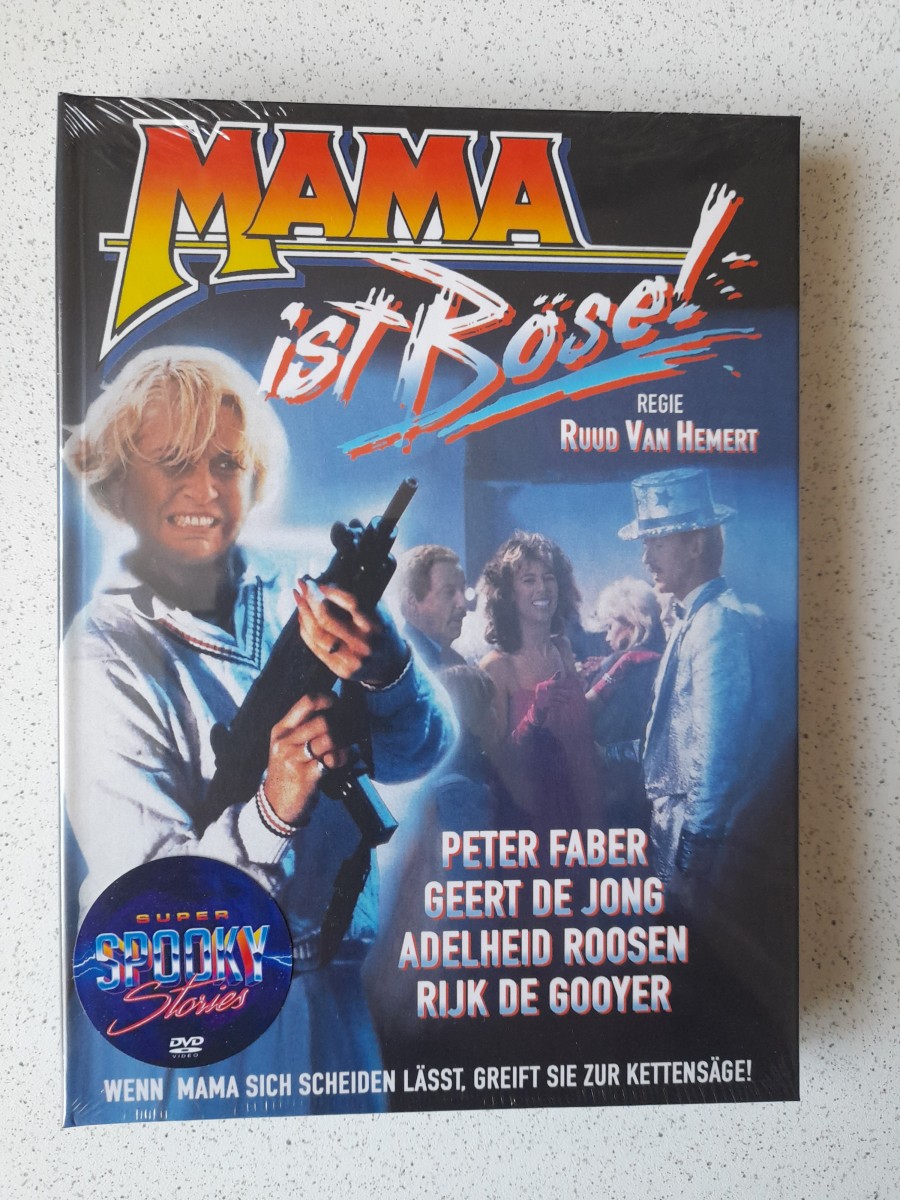 MAMA
ist Böse!
REGIE
RUUD VAN HEMERT
PETER FABER
GEERT DE JONG
ADELHEID ROOSEN
RIJK DE GOOYER
SUPER
SPOOKY
Stories
DVD
VIDEO
WENN MAMA SICH SCHEIDEN LÄSST, GREIFT SIE ZUR KETTENSÄGE!